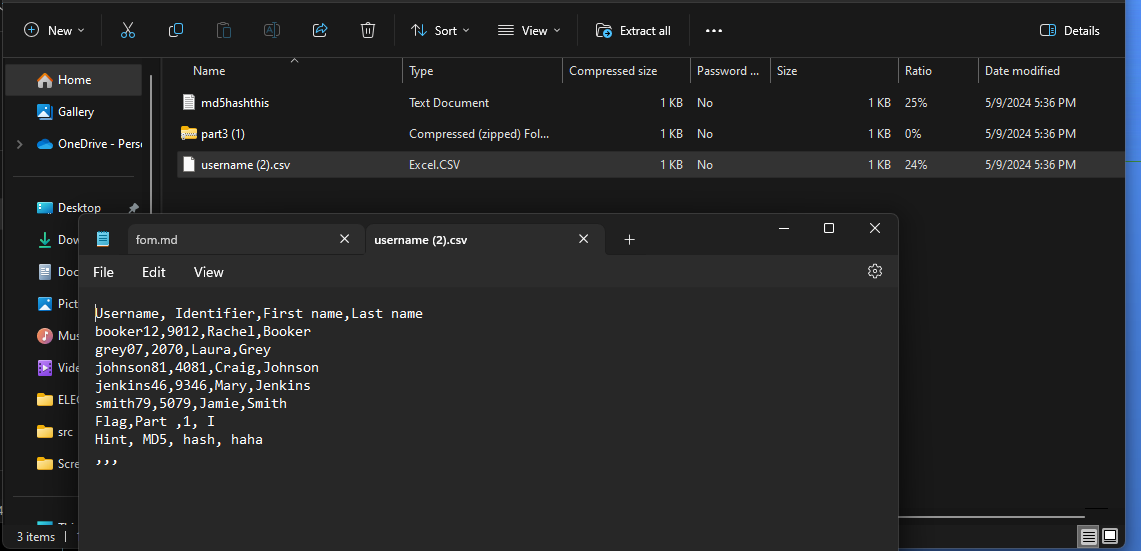 New Sort View Extract all ... Details
Name Type Compressed size Password ... Size Ratio Date modified
Home
md5hashthis Text Document 1 KB No 1 KB 25% 5/9/2024 5:36 PM
Gallery
part3 (1) Compressed (zipped) Fol... 1 KB No 1 KB 0% 5/9/2024 5:36 PM
OneDrive - Pers
username (2).csv Excel.CSV 1 KB No 1 KB 24% 5/9/2024 5:36 PM
Desktop
Dow
Doc
Pict
Mus
Vide
ELE
src
Scre
fom.md username (2).csv
File Edit View
Username, Identifier,First name,Last name
booker12,9012,Rachel,Booker
grey07,2070,Laura,Grey
johnson81,4081,Craig,Johnson
jenkins46,9346,Mary,Jenkins
smith79,5079,Jamie,Smith
Flag,Part ,1, I
Hint, MD5, hash, haha
,,,
3 items